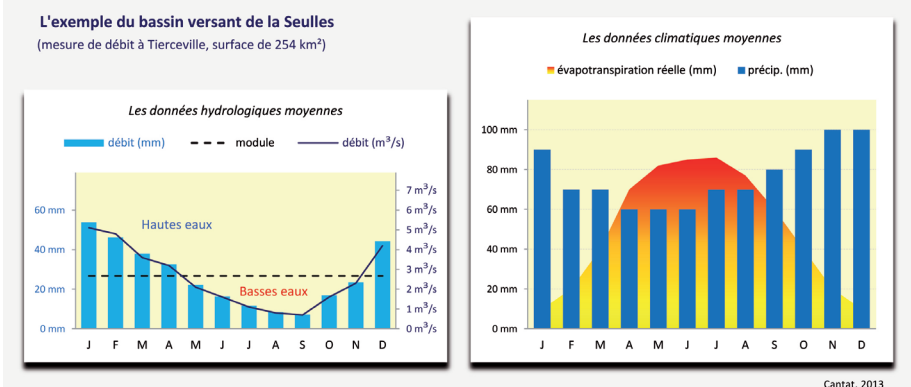 L'exemple du bassin versant de la Seulles
(mesure de débit à Tierceville, surface de 254 km²)
Les données hydrologiques moyennes
débit (mm) module débit (m³/s)
7 m³/s
60 mm 6 m³/s
5 m³/s
Hautes eaux
40 mm 4 m³/s
3 m³/s
20 mm Basses eaux 2 m³/s
1 m³/s
0 mm 0 m³/s
J F M A M J J A S O N D
Les données climatiques moyennes
évapotranspiration réelle (mm) précip. (mm)
100 mm
80 mm
60 mm
40 mm
20 mm
0 mm
J F M A M J J A S O N D
Cantat, 2013